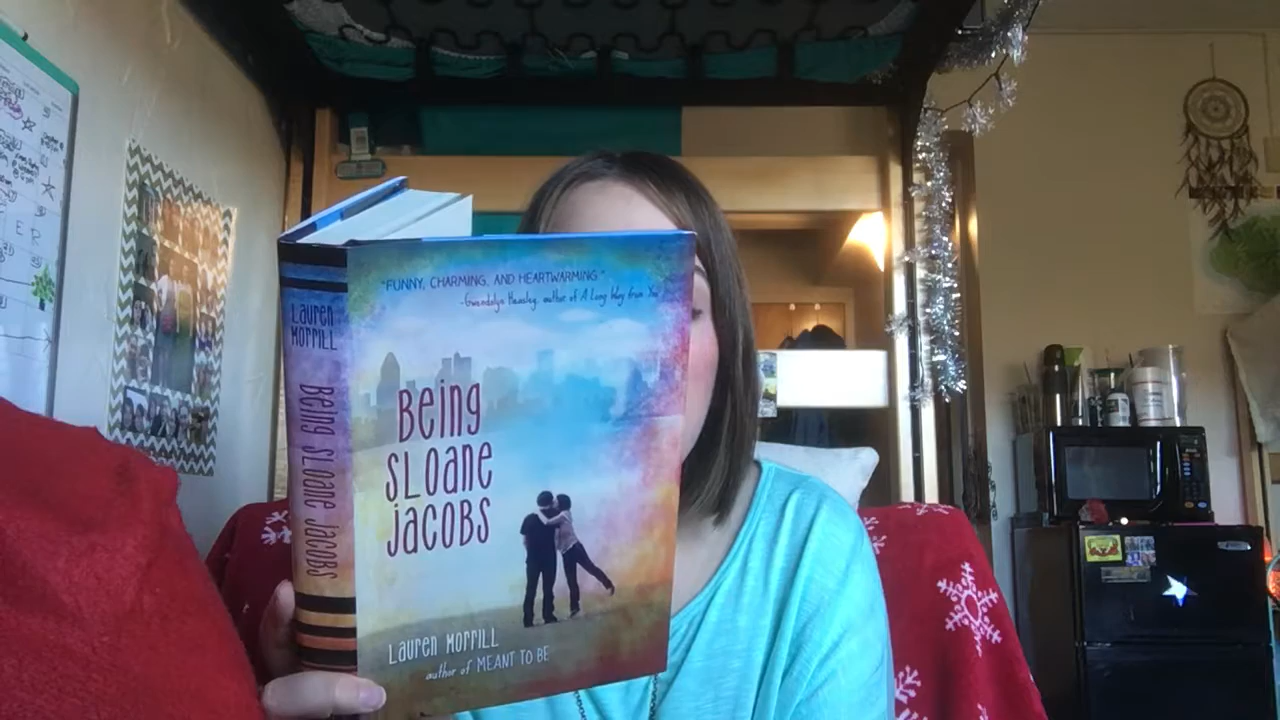 "FUNNY, CHARMING, AND HEARTWARMING."
-Gwendolyn Heasley, author of A Long Way from You
Being
Sloane
Jacobs
Lauren Morrill
author of MEANT TO BE
Lauren
Morrill
Being Sloane Jacobs
E R